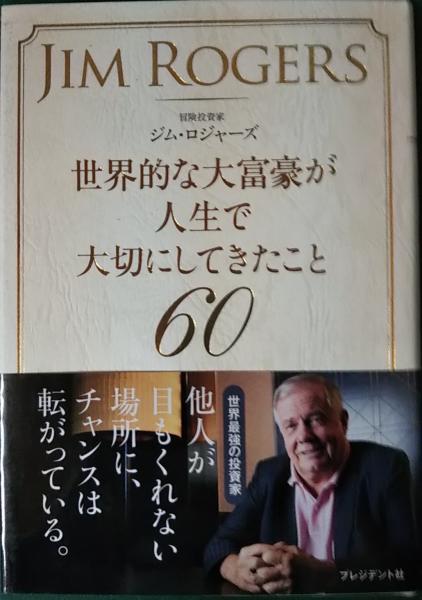 JIM ROGERS
冒険投資家
ジム・ロジャーズ
世界的な大富豪が
人生で
大切にしてきたこと
60
他人が
目もくれない
場所に、
チャンスは
転がっている。
世界最強の投資家
プレジデント社